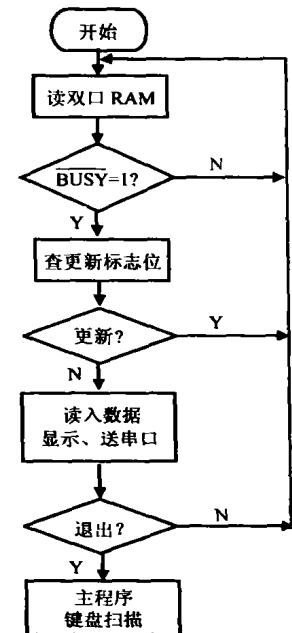 开始
读双口 RAM
B̅U̅S̅Y̅=1?
N
Y
查更新标志位
更新?
Y
N
读入数据
显示、送串口
退出?
N
Y
主程序
键盘扫描